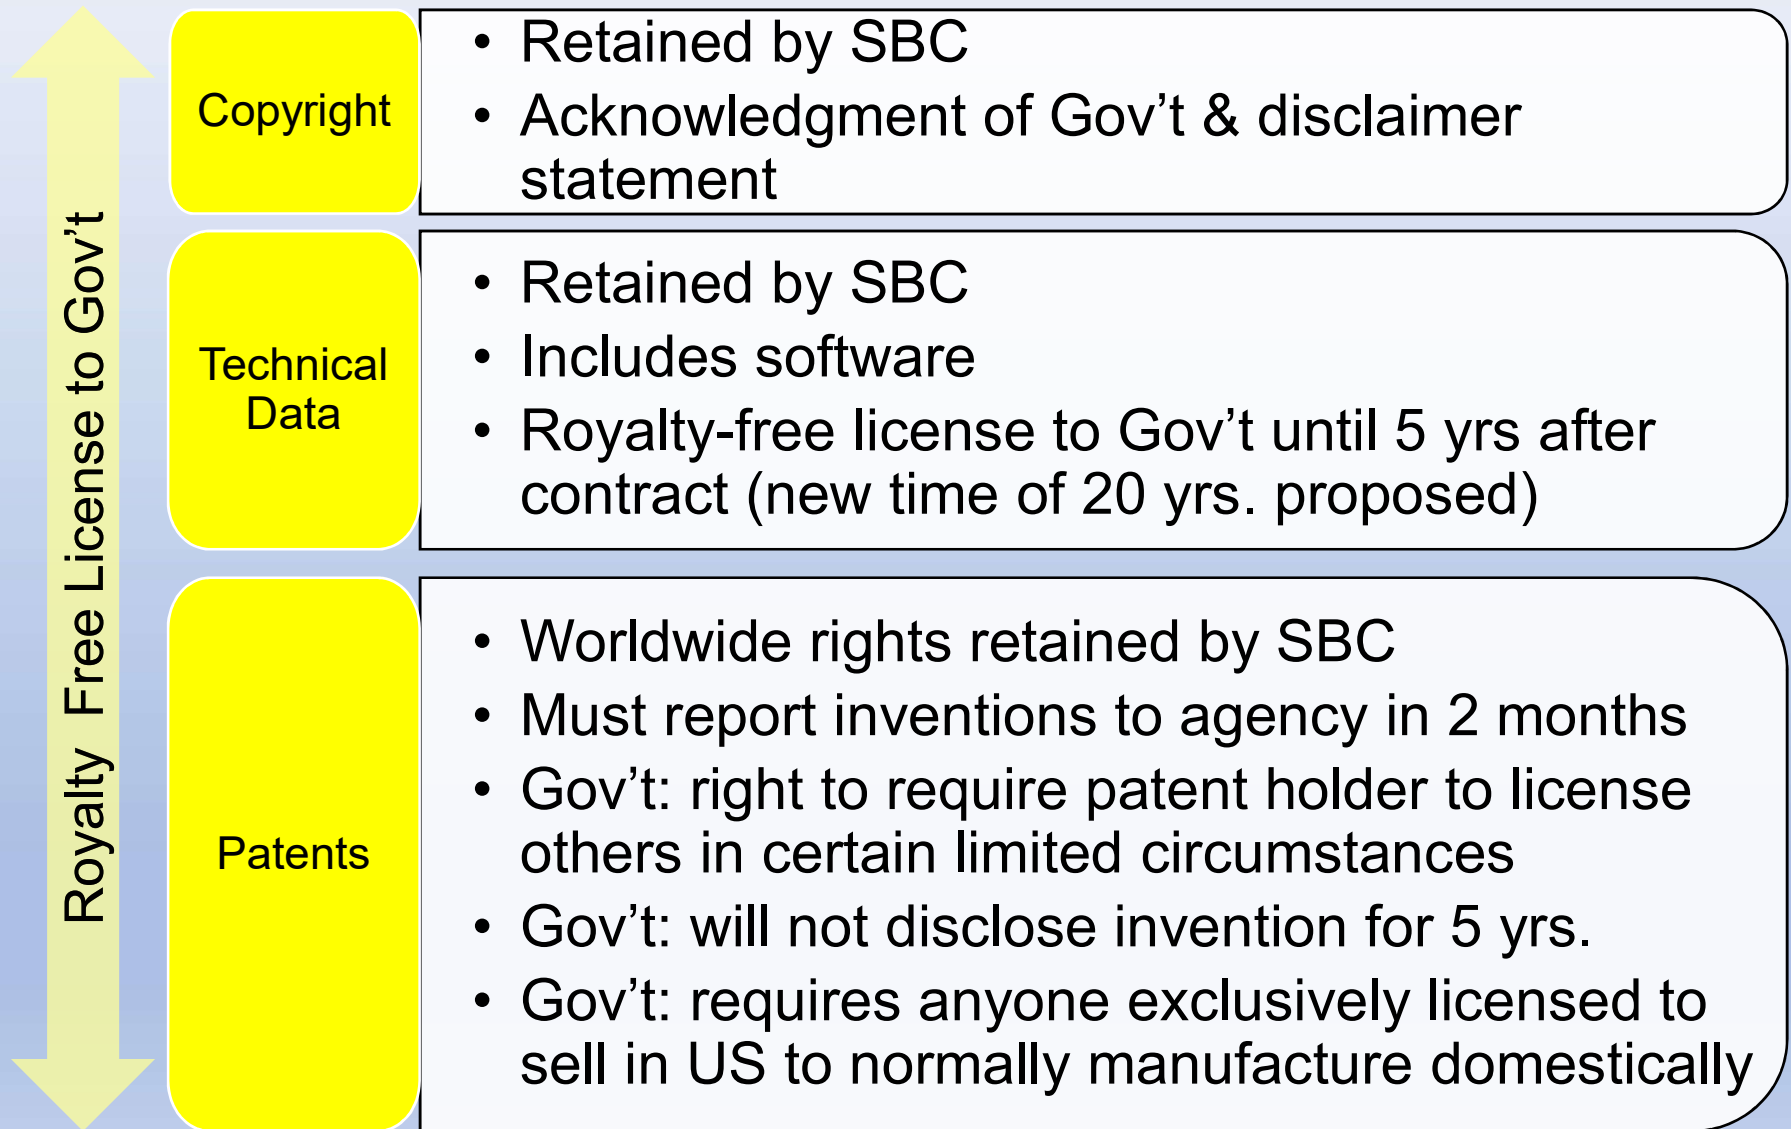 Royalty Free License to Gov't
Copyright
• Retained by SBC
• Acknowledgment of Gov’t & disclaimer
statement
Technical
Data
• Retained by SBC
• Includes software
• Royalty-free license to Gov’t until 5 yrs after
contract (new time of 20 yrs. proposed)
Patents
• Worldwide rights retained by SBC
• Must report inventions to agency in 2 months
• Gov’t: right to require patent holder to license
others in certain limited circumstances
• Gov’t: will not disclose invention for 5 yrs.
• Gov’t: requires anyone exclusively licensed to
sell in US to normally manufacture domestically